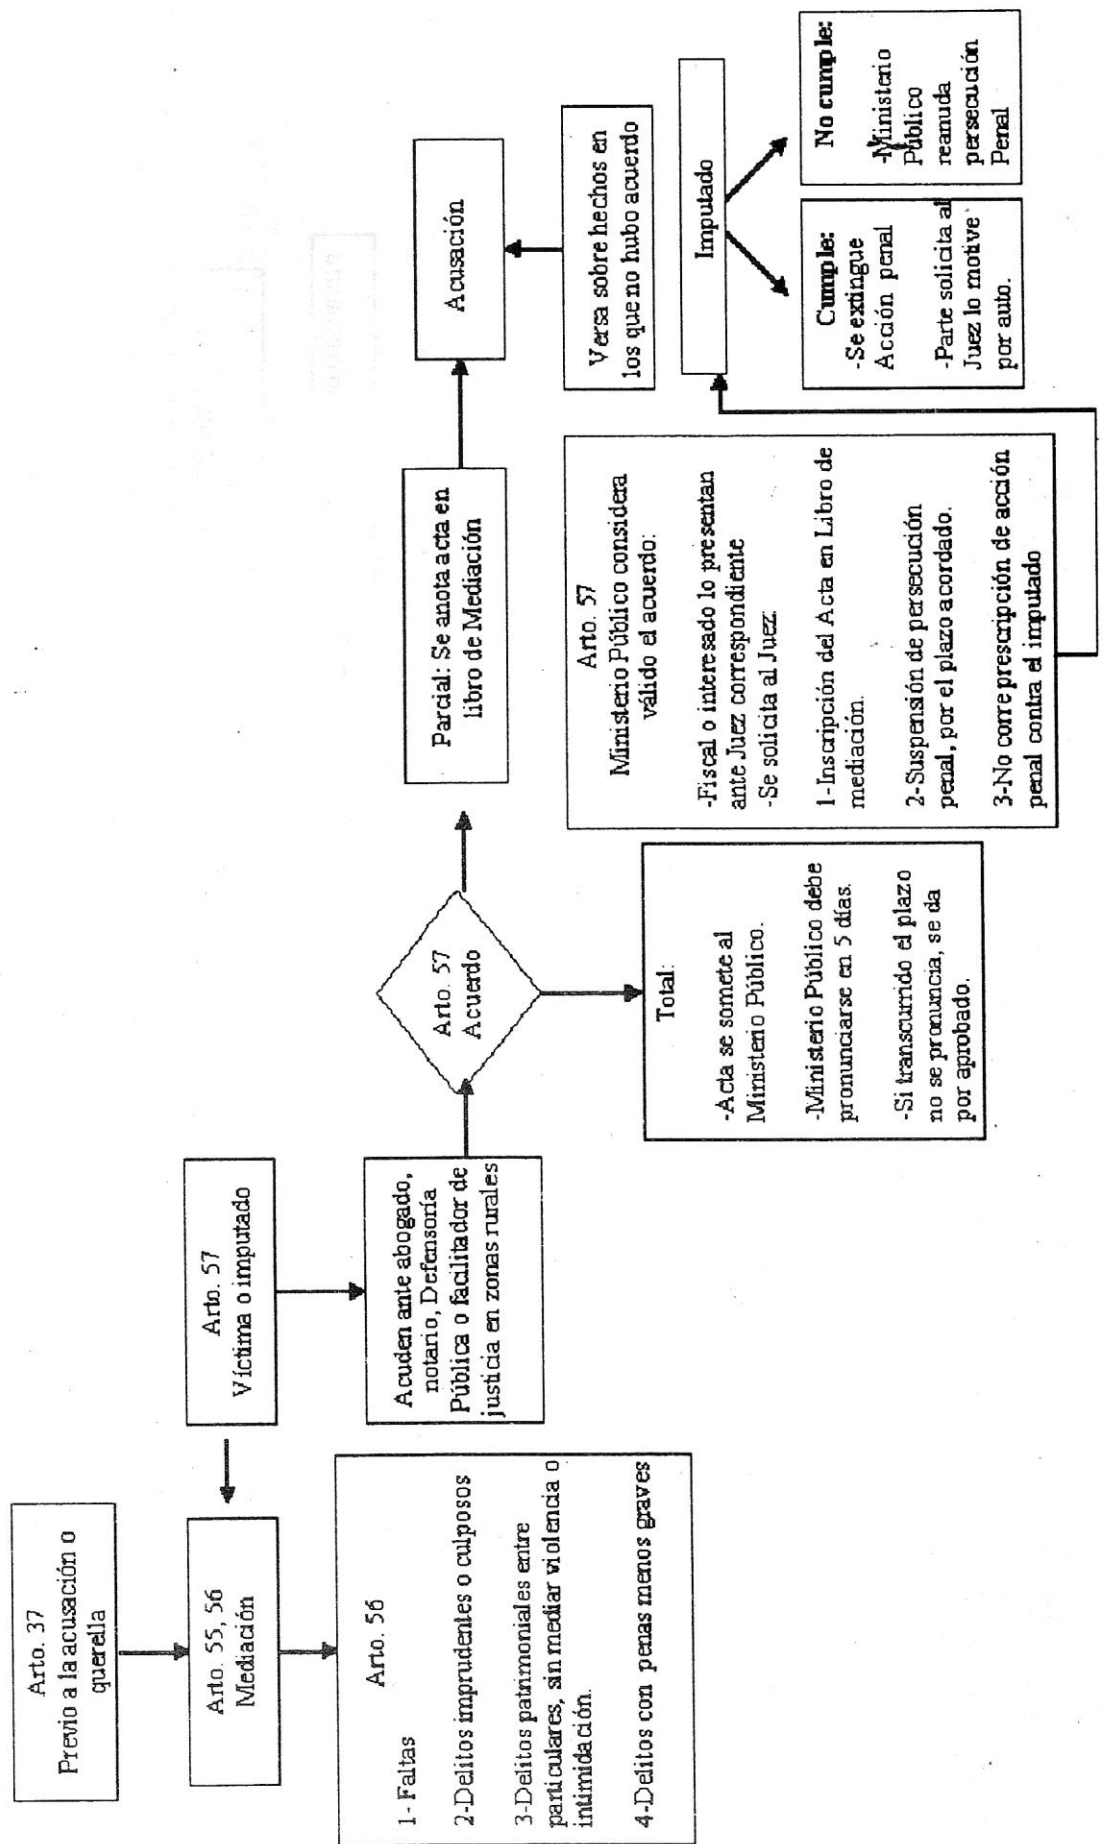 Arto. 37
Previo a la acusación o
querella
Arto. 55, 56
Mediación
Arto. 56
1- Faltas
2-Delitos imprudentes o culposos
3-Delitos patrimoniales entre
particulares, sin mediar violencia o
intimidación.
4-Delitos con penas menos graves
Arto. 57
Víctima o imputado
Acuden ante abogado,
notario, Defensoría
Pública o facilitador de
justicia en zonas rurales
Arto. 57
Acuerdo
Total:
-Acta se somete al
Ministerio Público.
-Ministerio Público debe
pronunciarse en 5 días.
-Si transcurrido el plazo
no se pronuncia, se da
por aprobado.
Parcial: Se anota acta en
libro de Mediación
Acusación
Versa sobre hechos en
los que no hubo acuerdo
Arto. 57
Ministerio Público considera
válido el acuerdo:
-Fiscal o interesado lo presentan
ante Juez correspondiente
-Se solicita al Juez:
1-Inscripción del Acta en Libro de
mediación.
2-Suspensión de persecución
penal, por el plazo acordado.
3-No corre prescripción de acción
penal contra el imputado
Imputado
Cumple:
-Se extingue
Acción penal
-Parte solicita al
Juez lo motive
por auto.
No cumple:
-Ministerio
Público
reanuda
persecución
Penal